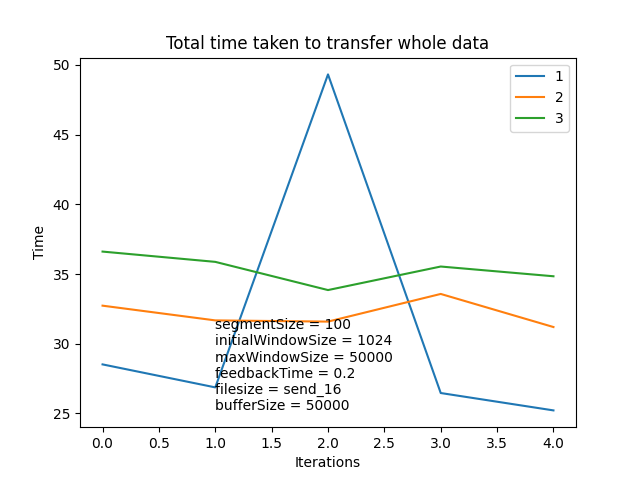 Total time taken to transfer whole data
50
45
40
35
30
25
Time
1
2
3
segmentSize = 100
initialWindowSize = 1024
maxWindowSize = 50000
feedbackTime = 0.2
filesize = send_16
bufferSize = 50000
0.0 0.5 1.0 1.5 2.0 2.5 3.0 3.5 4.0
Iterations